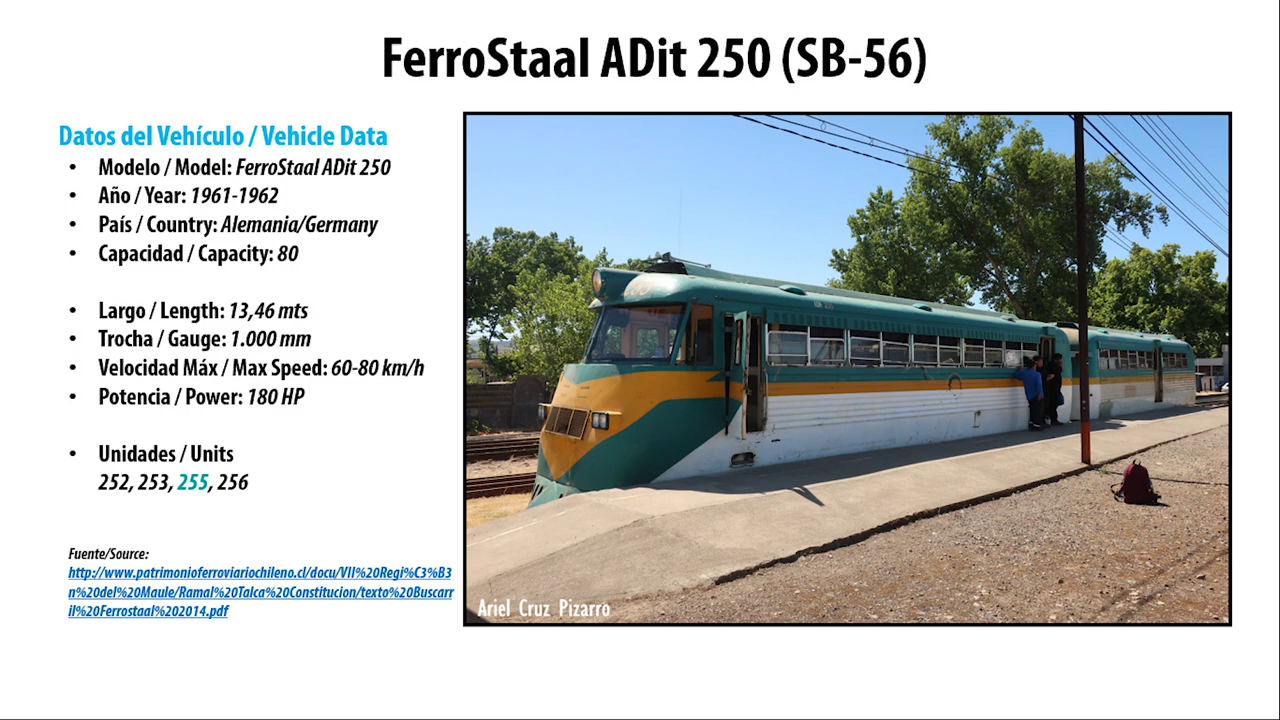 FerroStaal ADit 250 (SB-56)
Datos del Vehículo / Vehicle Data
• Modelo / Model: FerroStaal ADit 250
• Año / Year: 1961-1962
• País / Country: Alemania/Germany
• Capacidad / Capacity: 80
• Largo / Length: 13,46 mts
• Trocha / Gauge: 1.000 mm
• Velocidad Máx / Max Speed: 60-80 km/h
• Potencia / Power: 180 HP
• Unidades / Units
252, 253, 255, 256
Fuente/Source:
http://www.patrimonioferroviariochileno.cl/docu/VII%20Regi%C3%B3
n%20del%20Maule/Ramal%20Talca%20Constitucion/texto%20Buscarr
il%20Ferrostaal%202014.pdf
Ariel Cruz Pizarro